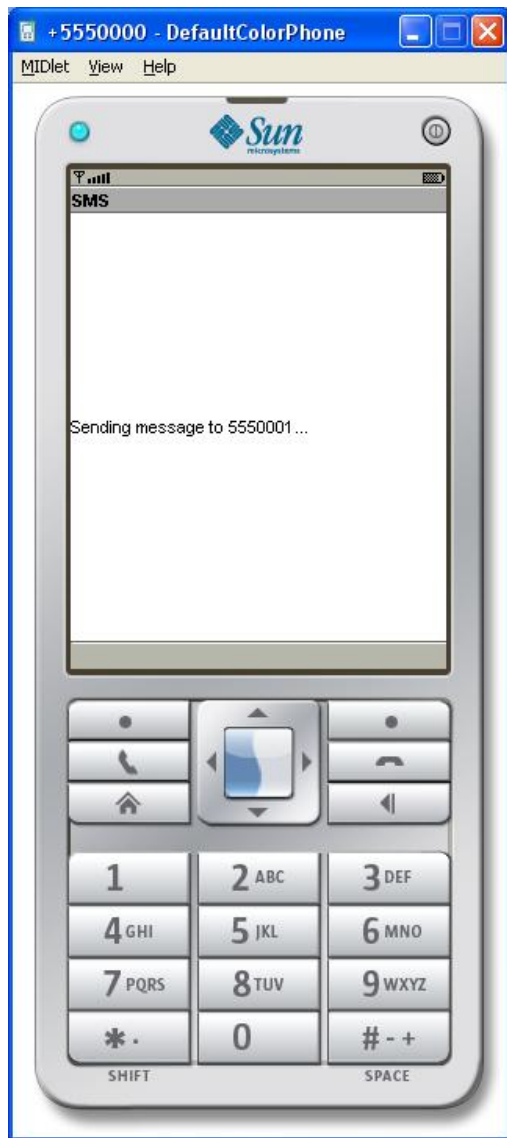 +5550000 - DefaultColorPhone
MIDlet View Help
Sun
microsystems
SMS
Sending message to 5550001...
1 2 ABC 3 DEF
4 GHI 5 JKL 6 MNO
7 PQRS 8 TUV 9 WXYZ
* . 0 # - +
SHIFT SPACE